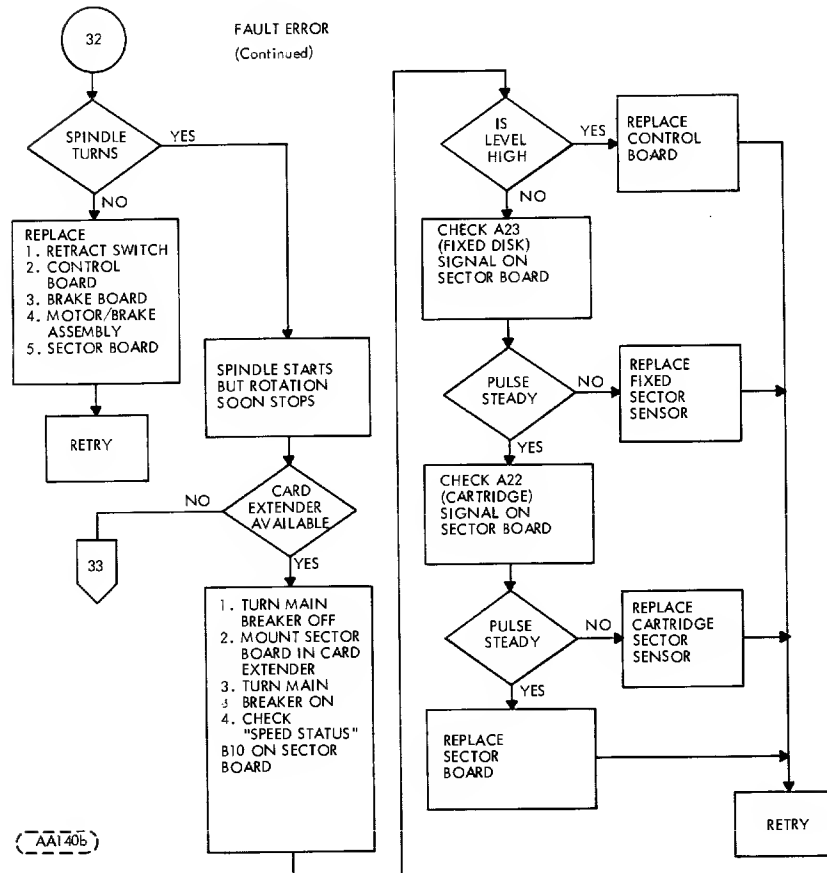 32
FAULT ERROR
(Continued)
SPINDLE
TURNS
YES
NO
REPLACE
1. RETRACT SWITCH
2. CONTROL
BOARD
3. BRAKE BOARD
4. MOTOR/BRAKE
ASSEMBLY
5. SECTOR BOARD
RETRY
SPINDLE STARTS
BUT ROTATION
SOON STOPS
CARD
EXTENDER
AVAILABLE
NO
33
YES
1. TURN MAIN
BREAKER OFF
2. MOUNT SECTOR
BOARD IN CARD
EXTENDER
3. TURN MAIN
BREAKER ON
4. CHECK
"SPEED STATUS"
B10 ON SECTOR
BOARD
IS
LEVEL
HIGH
YES
REPLACE
CONTROL
BOARD
NO
CHECK A23
(FIXED DISK)
SIGNAL ON
SECTOR BOARD
PULSE
STEADY
NO
REPLACE
FIXED
SECTOR
SENSOR
YES
CHECK A22
(CARTRIDGE)
SIGNAL ON
SECTOR BOARD
PULSE
STEADY
NO
REPLACE
CARTRIDGE
SECTOR
SENSOR
YES
REPLACE
SECTOR
BOARD
RETRY
AA140b